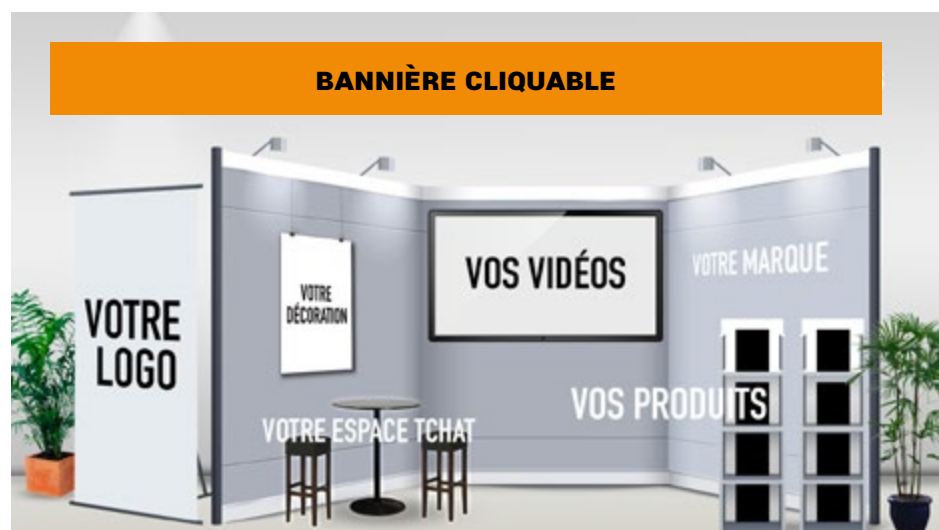 BANNIÈRE CLIQUABLE
VOTRE
LOGO
VOTRE
DÉCORATION
VOS VIDÉOS
VOTRE MARQUE
VOS PRODUITS
VOTRE ESPACE TCHAT